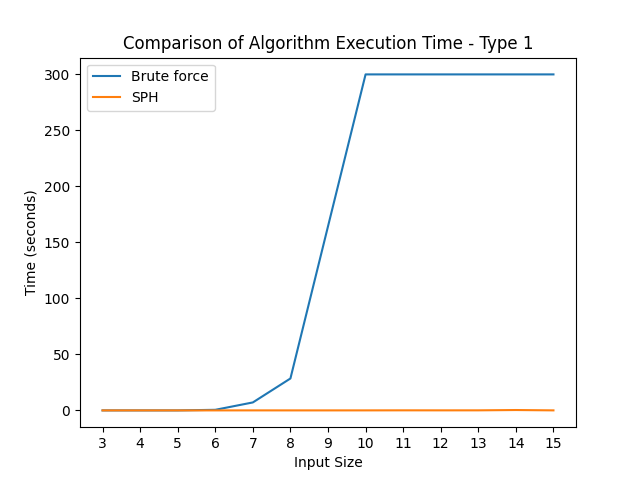 Comparison of Algorithm Execution Time - Type 1
Brute force
SPH
Time (seconds)
300
250
200
150
100
50
0
3 4 5 6 7 8 9 10 11 12 13 14 15
Input Size